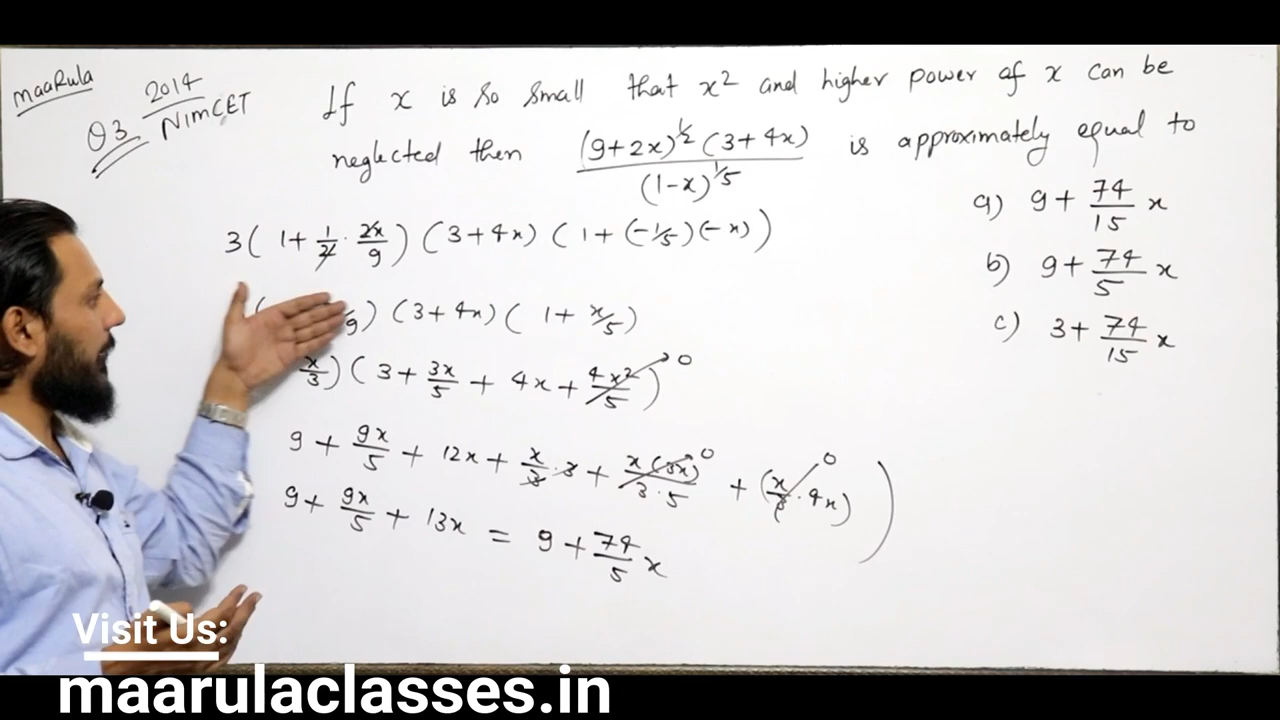 MaaRula
Q3 2014/NIMCET
If x is so small that x² and higher power of x can be
neglected then (9+2x)^½ (3+4x) / (1-x)^1/5 is approximately equal to
a) 9 + 74/15 x
b) 9 + 74/5 x
c) 3 + 74/15 x
3( 1 + 1/2 · 2x/9 ) (3+4x) ( 1 + (-1/5)(-x) )
/9) (3+4x) ( 1 + x/5 )
x/3) ( 3 + 3x/5 + 4x + 4x²/5 ) 0
9 + 9x/5 + 12x + x/3 · 3 + x(3x)/3·5 0 + (x/3 · 4x) 0 )
9 + 9x/5 + 13x = 9 + 74/5 x
Visit Us:
maarulaclasses.in